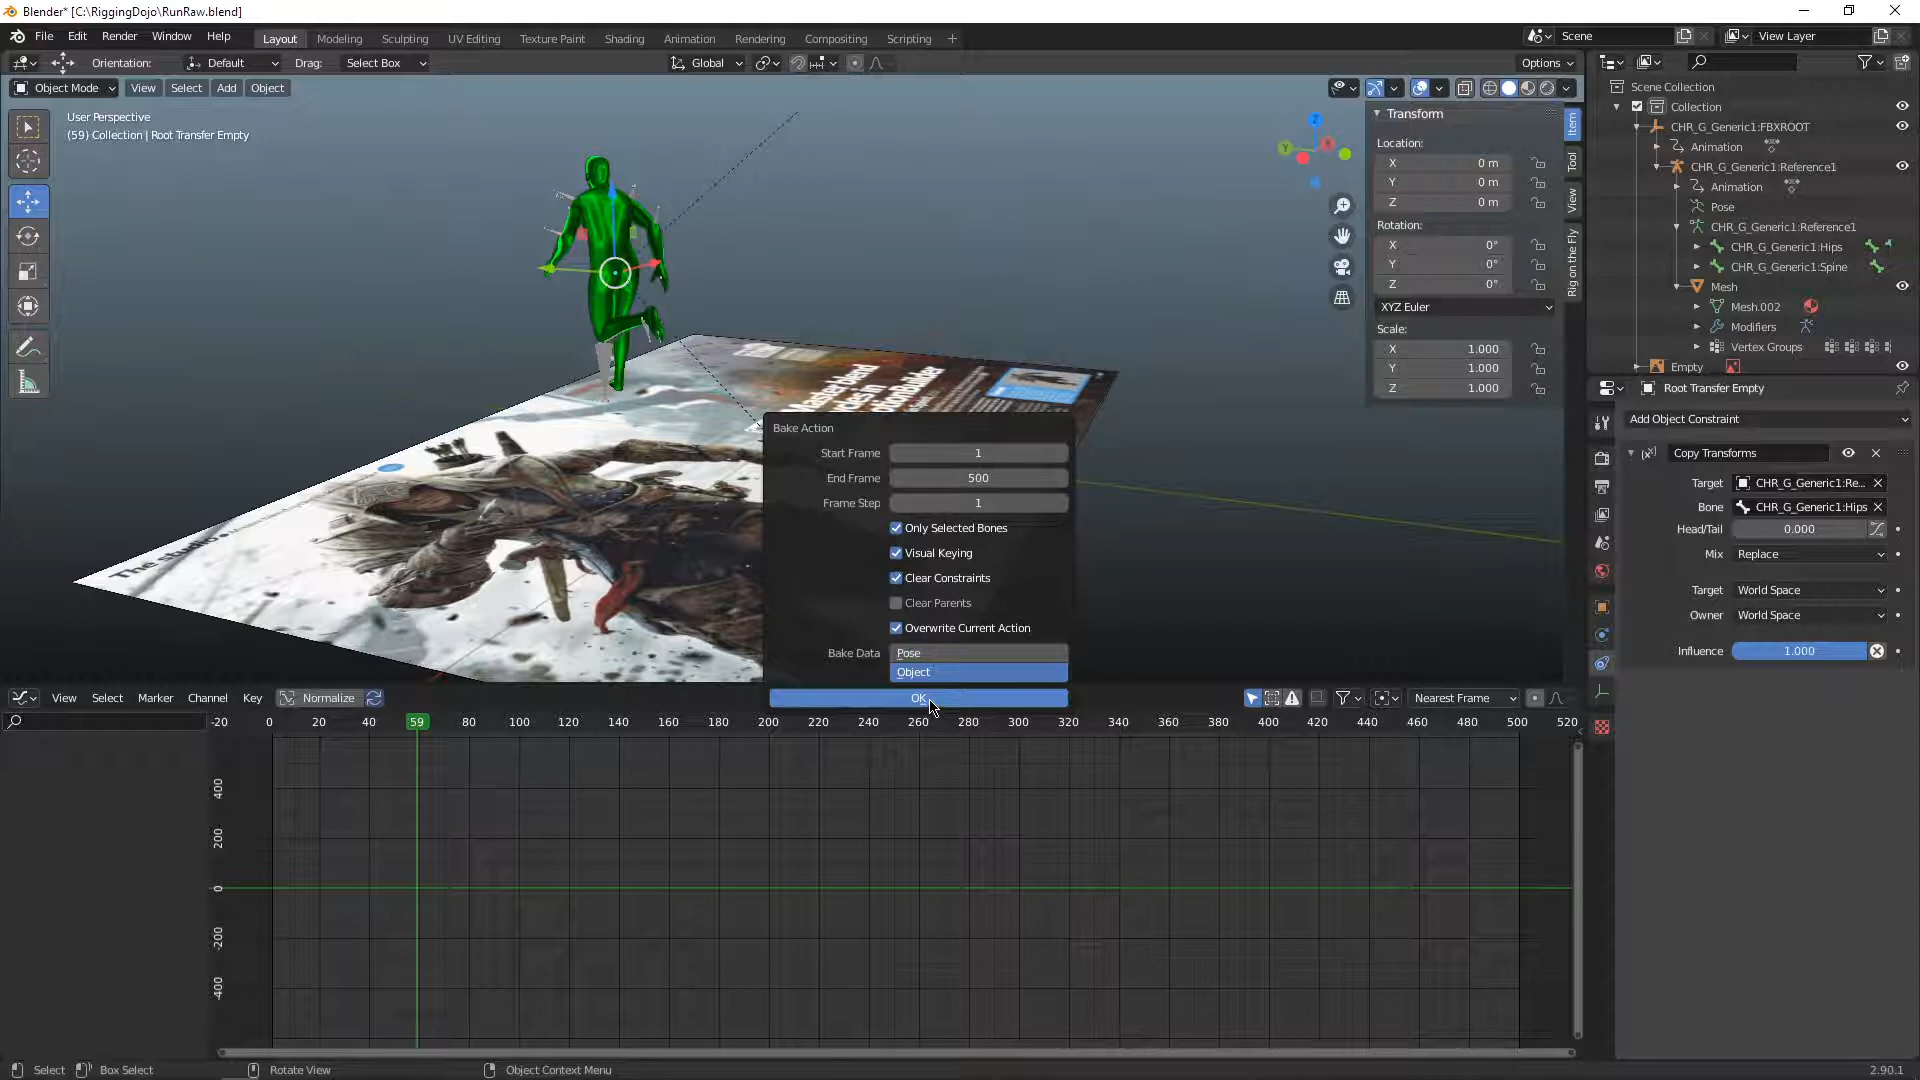 Blender* [C:\RiggingDojo\RunRaw.blend]
File Edit Render Window Help
Layout Modeling Sculpting UV Editing Texture Paint Shading Animation Rendering Compositing Scripting +
Scene
View Layer
Orientation: Default Drag: Select Box
Global
Options
Object Mode View Select Add Object
User Perspective
(59) Collection | Root Transfer Empty
Transform
Location:
X 0 m
Y 0 m
Z 0 m
Rotation:
X 0°
Y 0°
Z 0°
XYZ Euler
Scale:
X 1.000
Y 1.000
Z 1.000
Item
Tool
View
Rig on the Fly
Z
Y
Scene Collection
Collection
CHR_G_Generic1:FBXROOT
Animation
CHR_G_Generic1:Reference1
Animation
Pose
CHR_G_Generic1:Reference1
CHR_G_Generic1:Hips
CHR_G_Generic1:Spine
Mesh
Mesh.002
Modifiers
Vertex Groups
Empty
Root Transfer Empty
Add Object Constraint
Copy Transforms
Target CHR_G_Generic1:Re...
Bone CHR_G_Generic1:Hips
Head/Tail 0.000
Mix Replace
Target World Space
Owner World Space
Influence 1.000
Master blend
The studio
Bake Action
Start Frame 1
End Frame 500
Frame Step 1
Only Selected Bones
Visual Keying
Clear Constraints
Clear Parents
Overwrite Current Action
Bake Data Pose
Object
OK
View Select Marker Channel Key Normalize
Nearest Frame
-20 0 20 40 59 80 100 120 140 160 180 200 220 240 260 280 300 320 340 360 380 400 420 440 460 480 500 520
400
200
0
-200
-400
Select Box Select Rotate View Object Context Menu
2.90.1